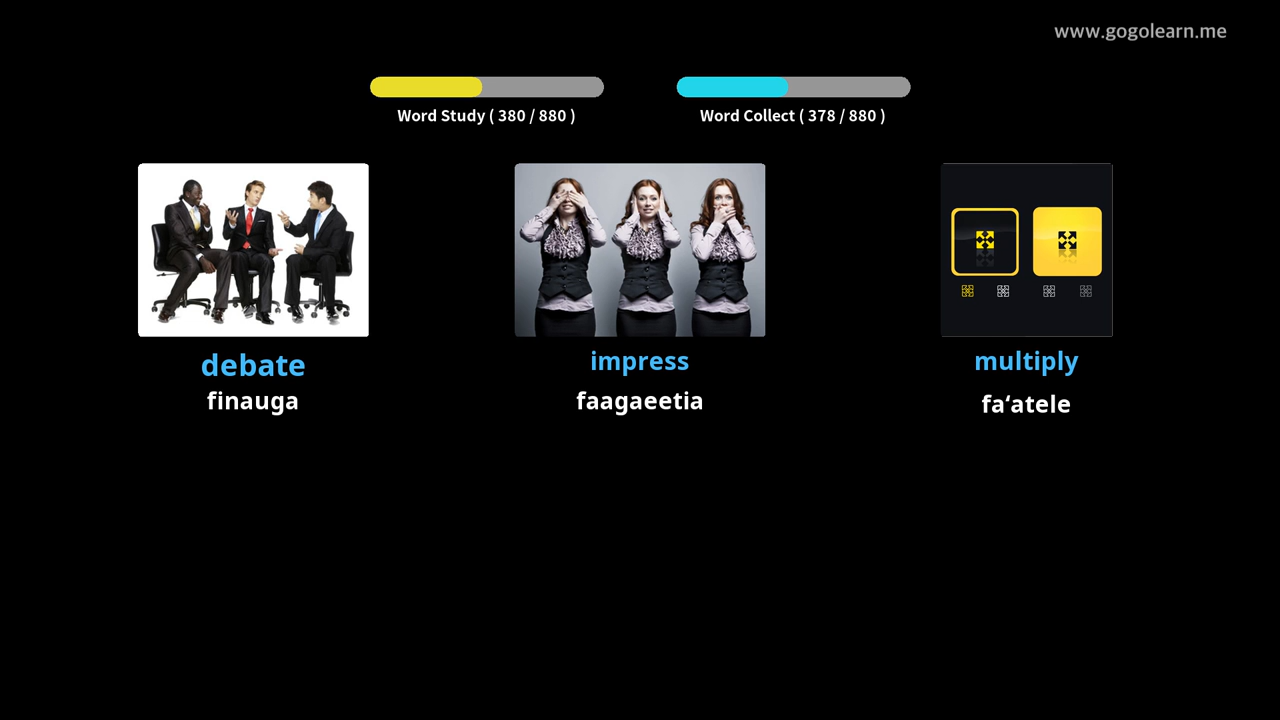 www.gogolearn.me
Word Study ( 380 / 880 )
Word Collect ( 378 / 880 )
debate
finauga
impress
faagaeetia
multiply
fa‘atele